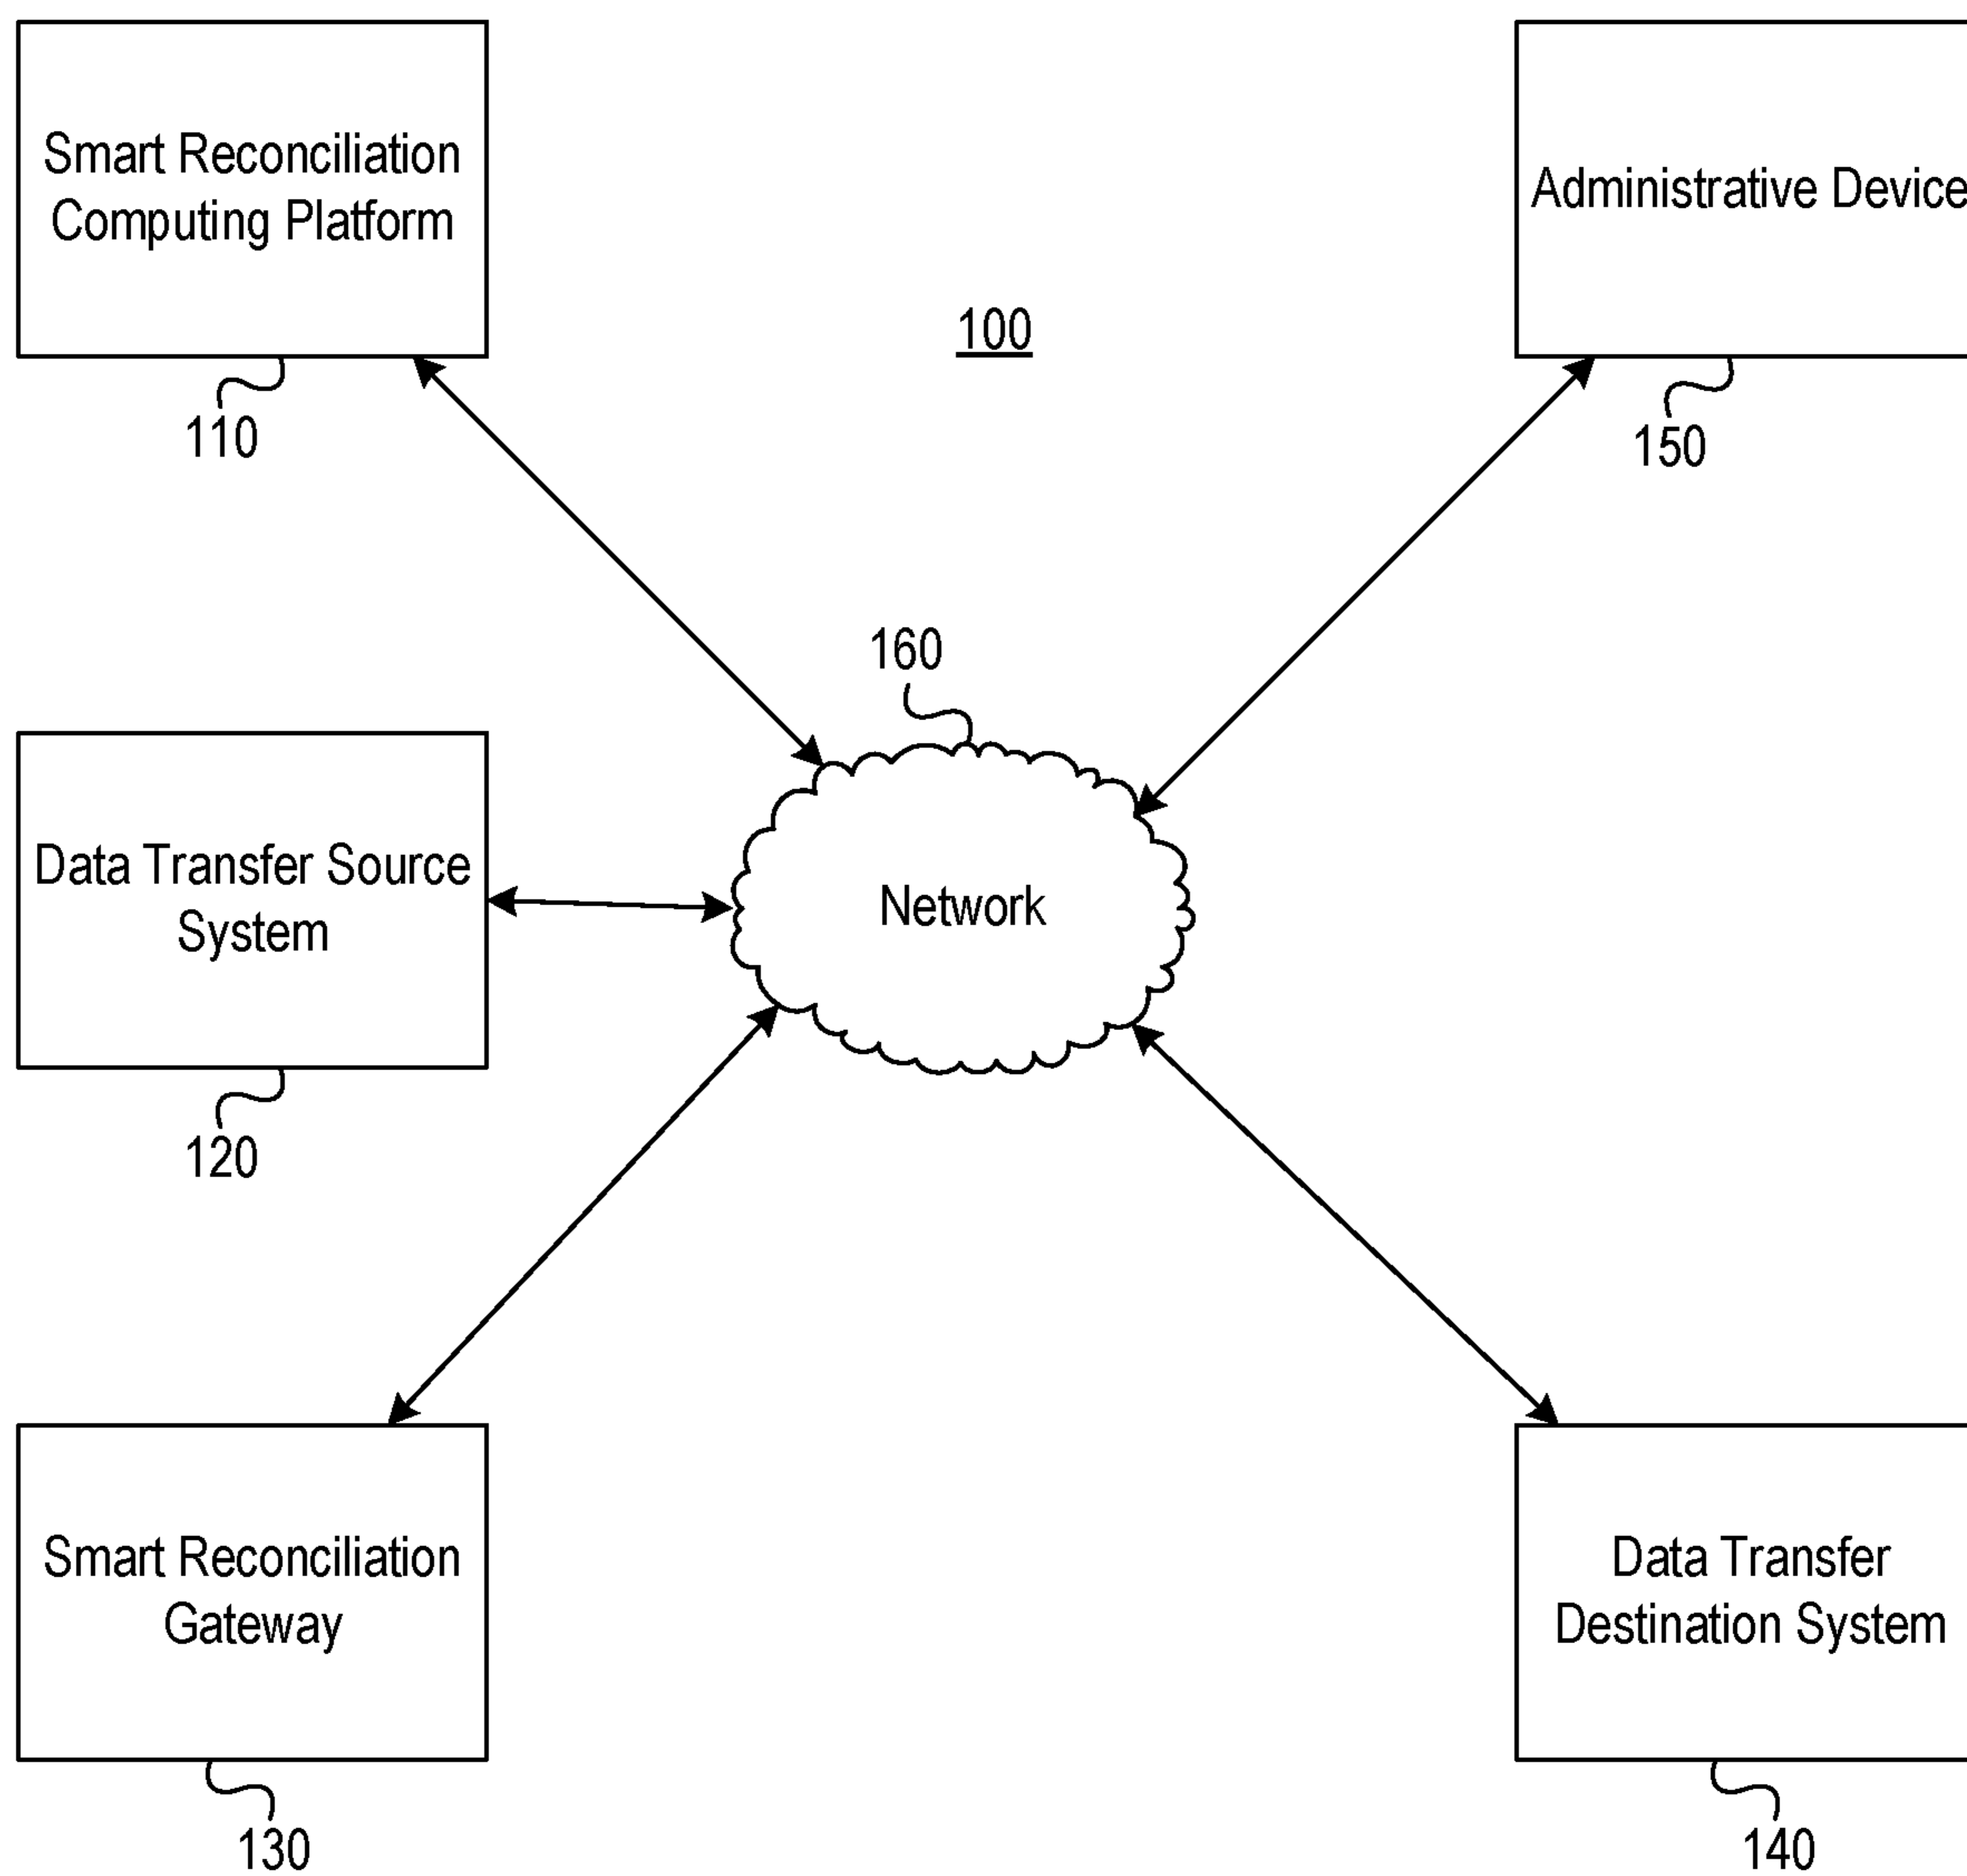 Smart Reconciliation
Computing Platform
110
100
Administrative Device
150
160
Data Transfer Source
System
120
Network
Smart Reconciliation
Gateway
130
Data Transfer
Destination System
140